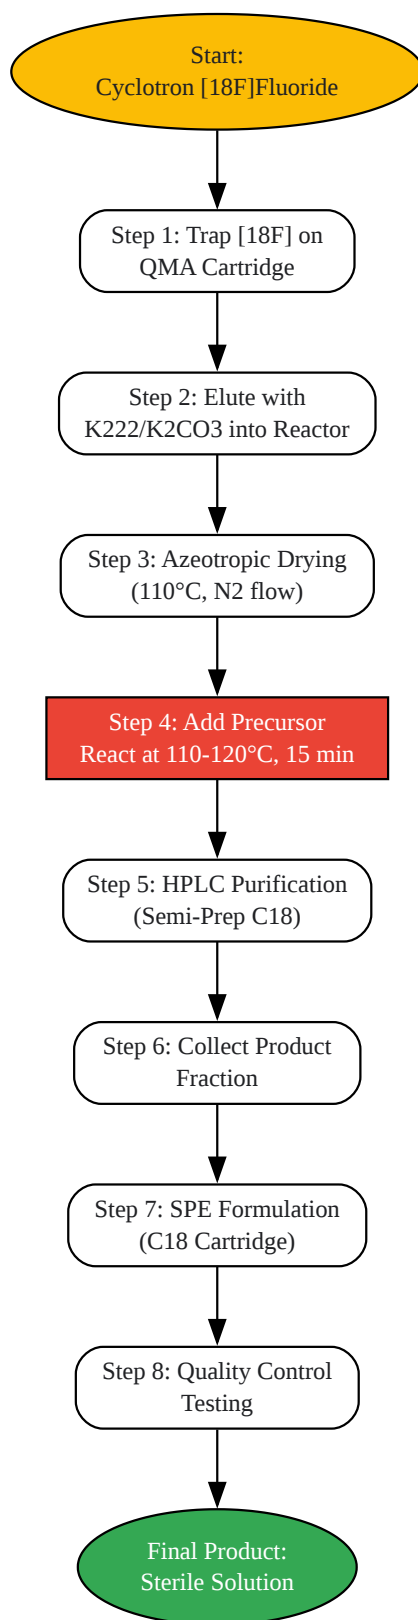 Start:
Cyclotron [18F]Fluoride
Step 1: Trap [18F] on
QMA Cartridge
Step 2: Elute with
K222/K2CO3 into Reactor
Step 3: Azeotropic Drying
(110°C, N2 flow)
Step 4: Add Precursor
React at 110-120°C, 15 min
Step 5: HPLC Purification
(Semi-Prep C18)
Step 6: Collect Product
Fraction
Step 7: SPE Formulation
(C18 Cartridge)
Step 8: Quality Control
Testing
Final Product:
Sterile Solution